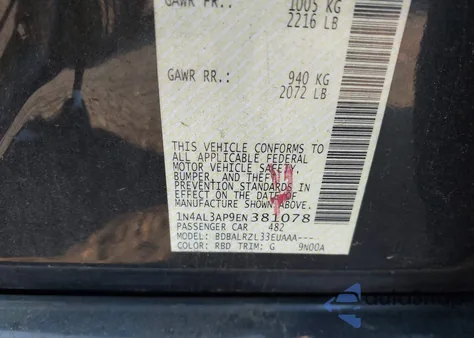 GAWR FR.: 1005 KG
2216 LB
GAWR RR.: 940 KG
2072 LB
THIS VEHICLE CONFORMS TO
ALL APPLICABLE FEDERAL
MOTOR VEHICLE SAFETY,
BUMPER, AND THEFT
PREVENTION STANDARDS IN
EFFECT ON THE DATE OF
MANUFACTURE SHOWN ABOVE.
1N4AL3AP9EN381078
PASSENGER CAR 482
MODEL: BDBALRZL33EUAAA---
COLOR: RBD TRIM: G 9N00A